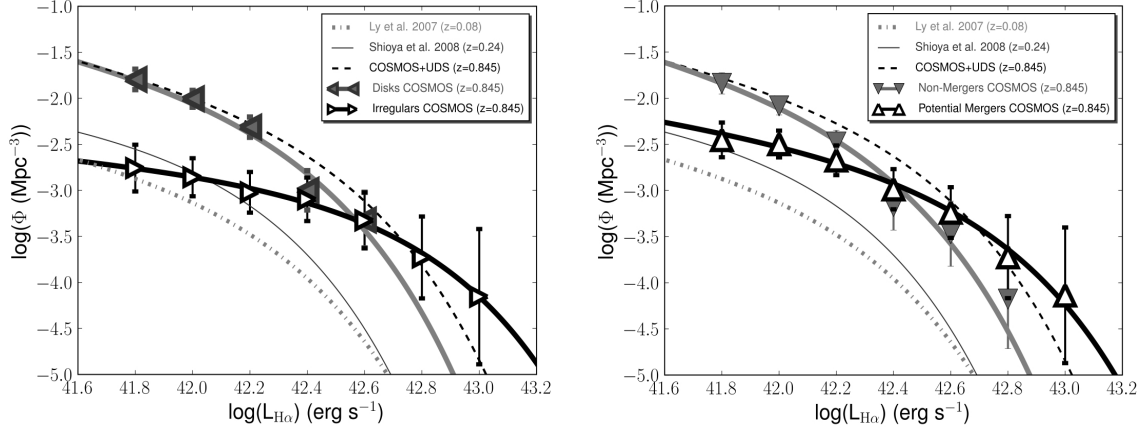 Ly et al. 2007 (z=0.08)
Shioya et al. 2008 (z=0.24)
COSMOS+UDS (z=0.845)
Disks COSMOS (z=0.845)
Irregulars COSMOS (z=0.845)
−1.0
−1.5
−2.0
−2.5
−3.0
−3.5
−4.0
−4.5
−5.0
log(Φ (Mpc⁻³))
41.6 41.8 42.0 42.2 42.4 42.6 42.8 43.0 43.2
log(L_Hα) (erg s⁻¹)
Ly et al. 2007 (z=0.08)
Shioya et al. 2008 (z=0.24)
COSMOS+UDS (z=0.845)
Non-Mergers COSMOS (z=0.845)
Potential Mergers COSMOS (z=0.845)
−1.0
−1.5
−2.0
−2.5
−3.0
−3.5
−4.0
−4.5
−5.0
log(Φ (Mpc⁻³))
41.6 41.8 42.0 42.2 42.4 42.6 42.8 43.0 43.2
log(L_Hα) (erg s⁻¹)